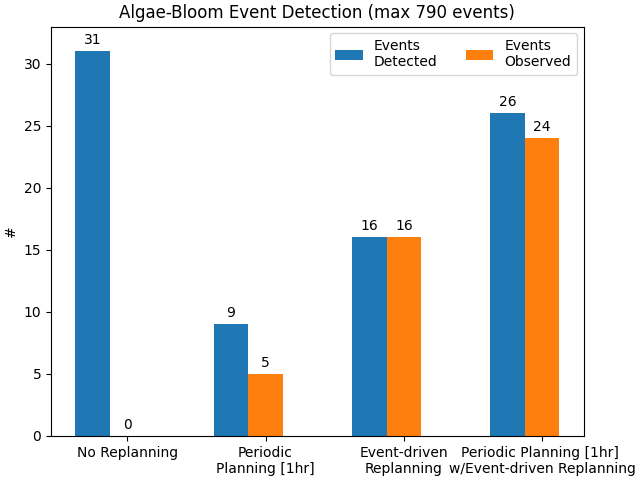 Algae-Bloom Event Detection (max 790 events)
Events
Detected
Events
Observed
#
30
25
20
15
10
5
0
31
0
9
5
16
16
26
24
No Replanning
Periodic
Planning [1hr]
Event-driven
Replanning
Periodic Planning [1hr]
w/Event-driven Replanning